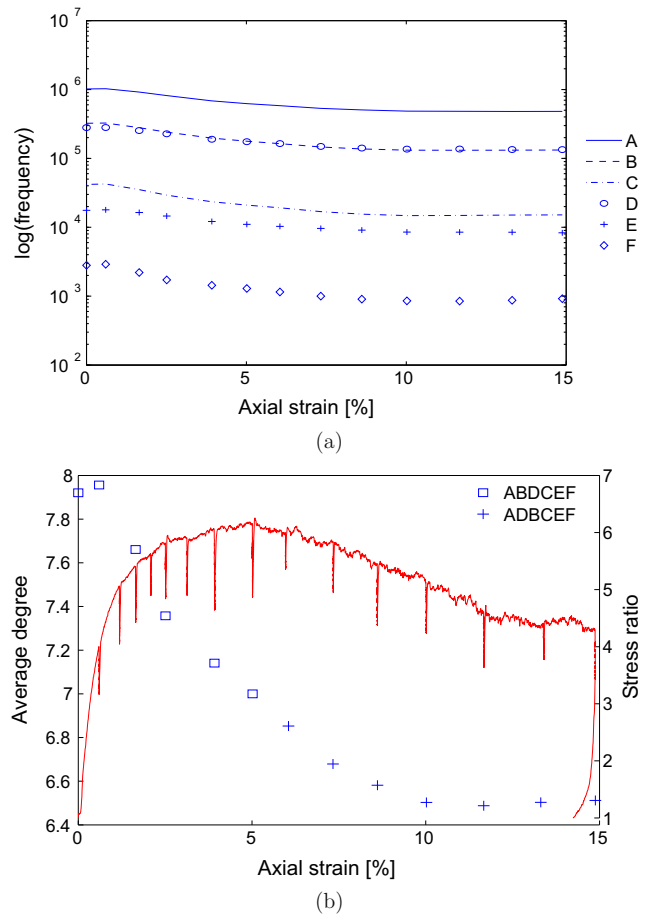 10^7
10^6
10^5
10^4
10^3
10^2
log(frequency)
0 5 10 15
Axial strain [%]
A
B
C
D
E
F
(a)
8
7.8
7.6
7.4
7.2
7
6.8
6.6
6.4
Average degree
ABDCEF
ADBCEF
7
6
5
4
3
2
1
Stress ratio
0 5 10 15
Axial strain [%]
(b)